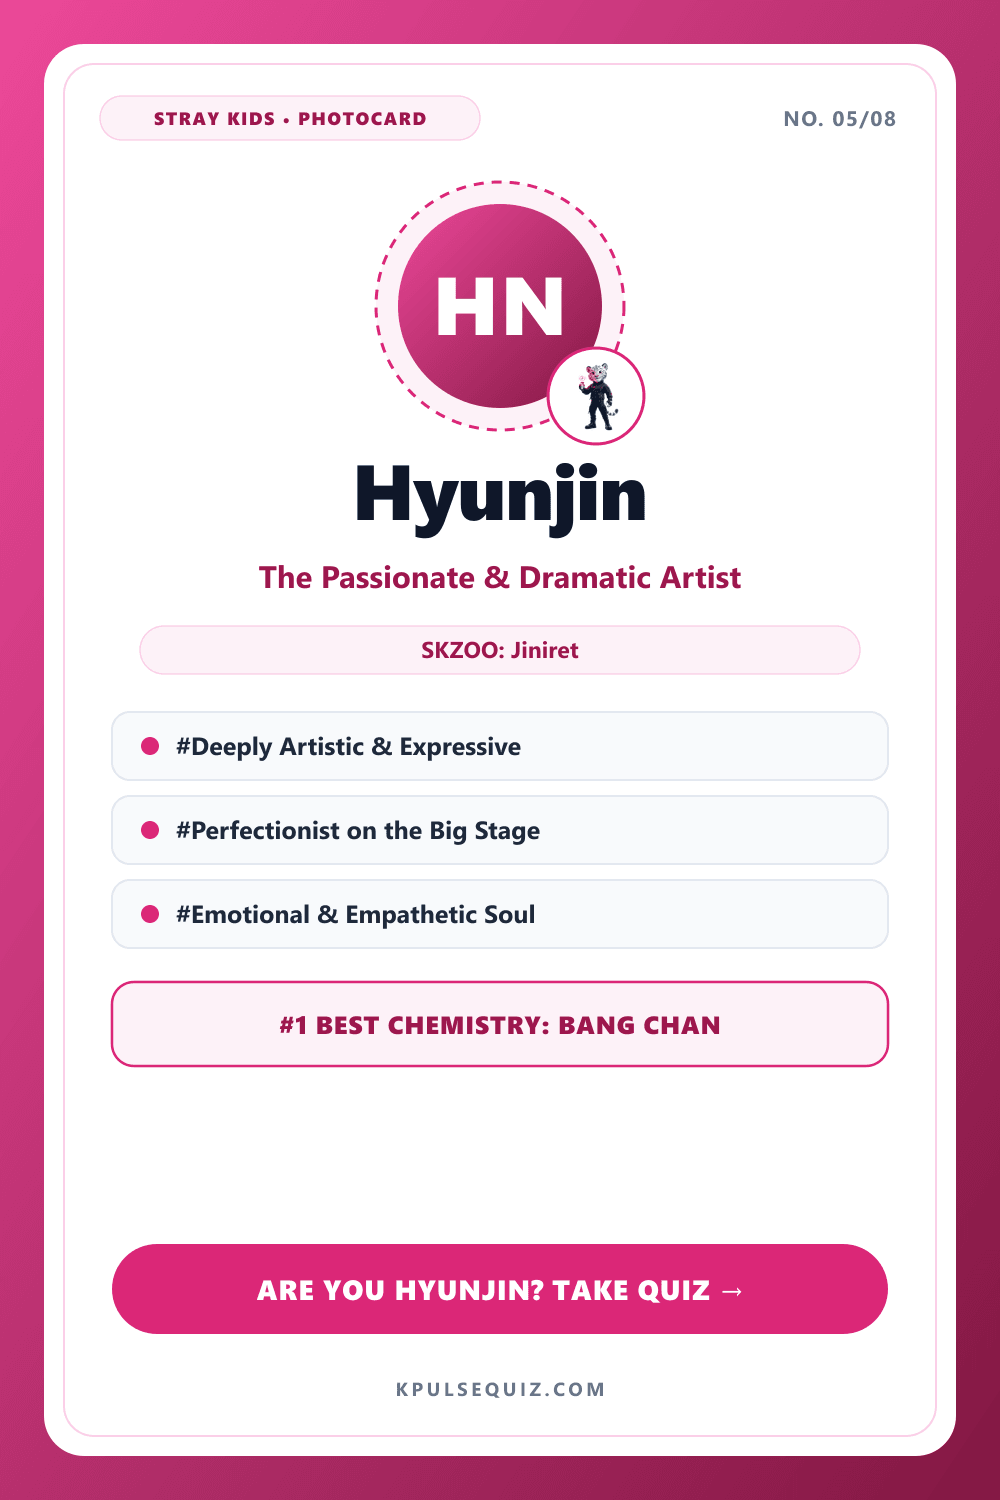 STRAY KIDS • PHOTOCARD
NO. 05/08
HN
Hyunjin
The Passionate & Dramatic Artist
SKZOO: Jiniret
#Deeply Artistic & Expressive
#Perfectionist on the Big Stage
#Emotional & Empathetic Soul
#1 BEST CHEMISTRY: BANG CHAN
ARE YOU HYUNJIN? TAKE QUIZ →
KPULSEQUIZ.COM